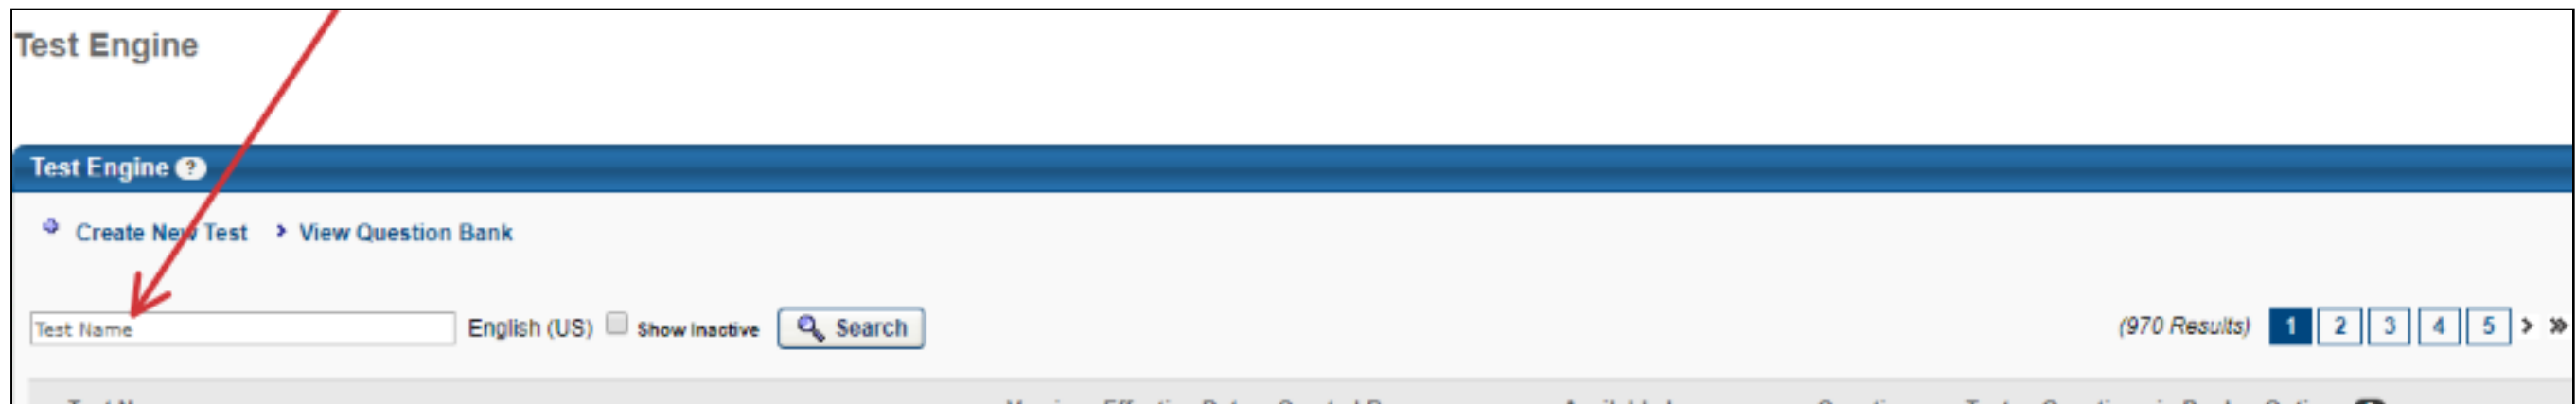 Test Engine
Test Engine ?
Create New Test > View Question Bank
Test Name English (US) Show Inactive Search (970 Results) 1 2 3 4 5 > »